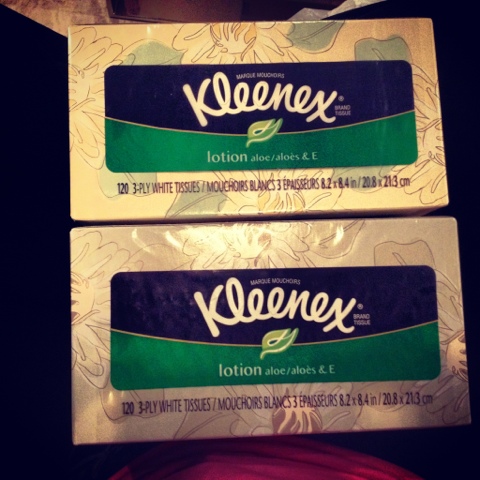 MARQUE MOUCHOIRS
Kleenex®
BRAND
TISSUE
lotion aloe/aloès & E
120 3-PLY WHITE TISSUES / MOUCHOIRS BLANCS 3 ÉPAISSEURS 8.2 x 8.4 in / 20.8 x 21.3 cm
MARQUE MOUCHOIRS
Kleenex®
BRAND
TISSUE
lotion aloe/aloès & E
120 3-PLY WHITE TISSUES / MOUCHOIRS BLANCS 3 ÉPAISSEURS 8.2 x 8.4 in / 20.8 x 21.3 cm